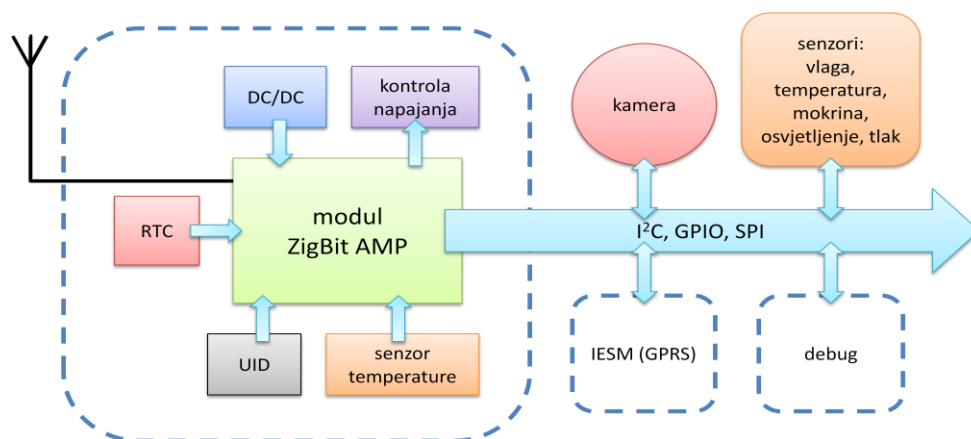 DC/DC
kontrola
napajanja
kamera
senzori:
vlaga,
temperatura,
mokrina,
osvjetljenje, tlak
RTC
modul
ZigBit AMP
I²C, GPIO, SPI
UID
senzor
temperature
IESM (GPRS)
debug